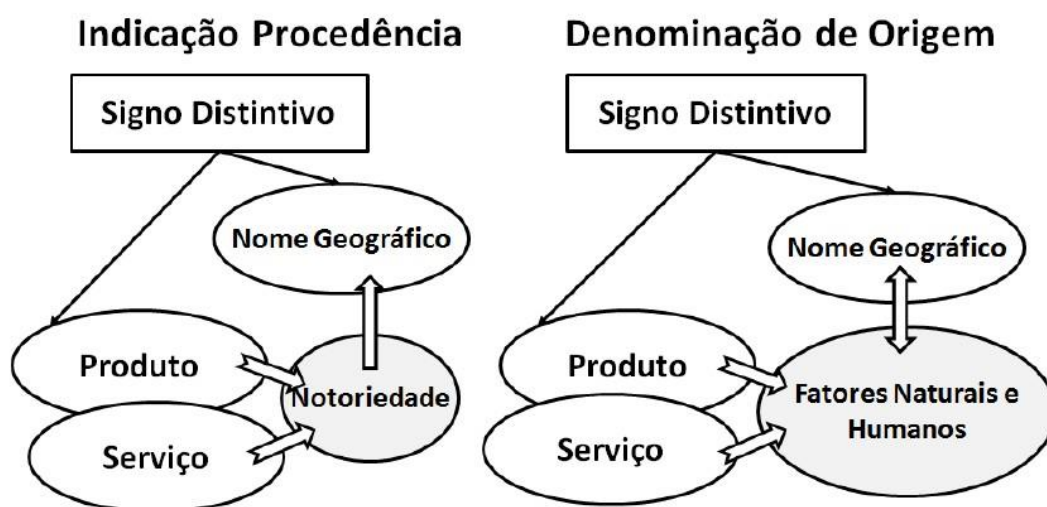 Indicação Procedência
Signo Distintivo
Nome Geográfico
Produto
Notoriedade
Serviço
Denominação de Origem
Signo Distintivo
Nome Geográfico
Produto
Fatores Naturais e
Humanos
Serviço